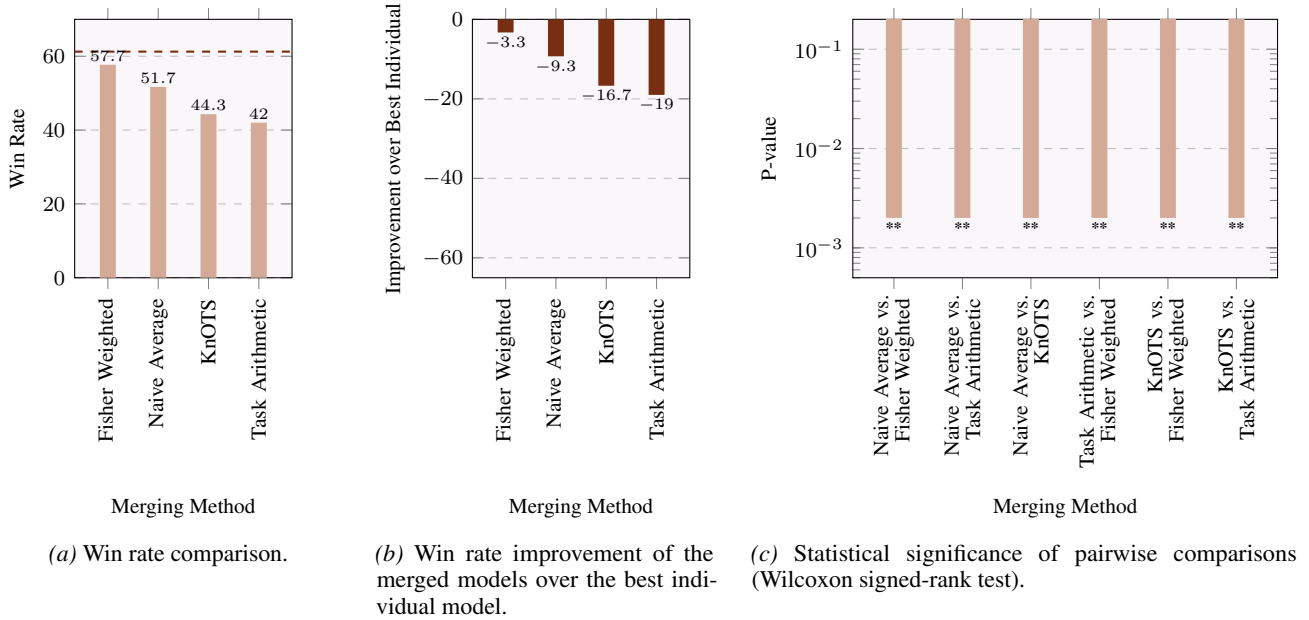 0
20
40
60
57.7
51.7
44.3
42
Win Rate
Fisher Weighted
Naive Average
KnOTS
Task Arithmetic
Merging Method
(a) Win rate comparison.
0
−20
−40
−60
−3.3
−9.3
−16.7
−19
Improvement over Best Individual
Fisher Weighted
Naive Average
KnOTS
Task Arithmetic
Merging Method
(b) Win rate improvement of the
merged models over the best indi-
vidual model.
10⁻¹
10⁻²
10⁻³
P-value
**
**
**
**
**
**
Naive Average vs.
Fisher Weighted
Naive Average vs.
Task Arithmetic
Naive Average vs.
KnOTS
Task Arithmetic vs.
Fisher Weighted
KnOTS vs.
Fisher Weighted
KnOTS vs.
Task Arithmetic
Merging Method
(c) Statistical significance of pairwise comparisons
(Wilcoxon signed-rank test).